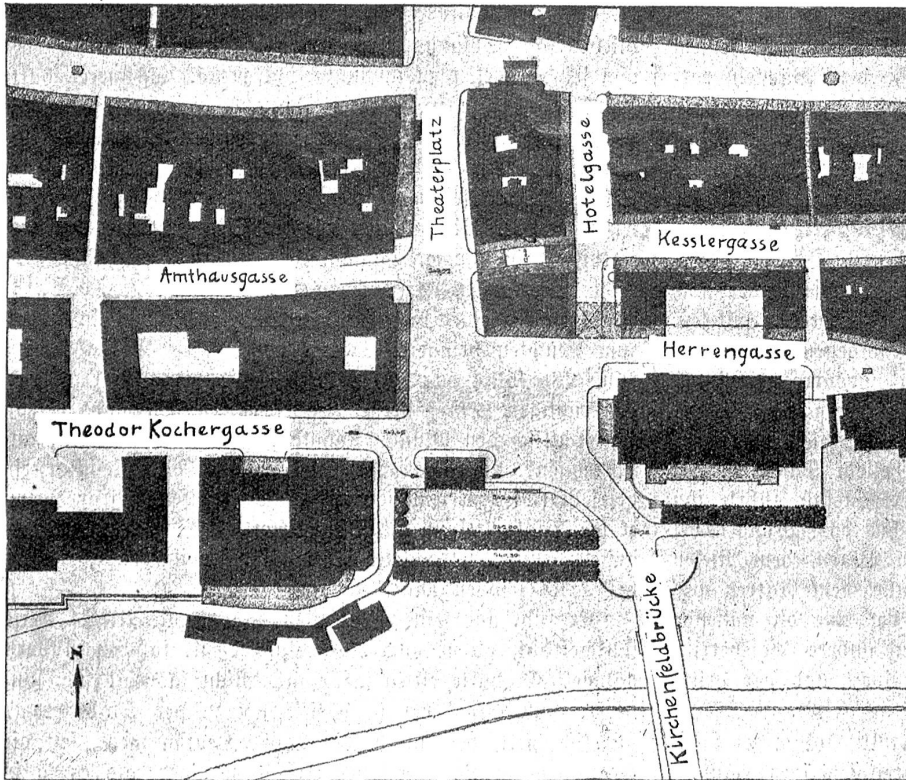 Theaterplatz
Hotelgasse
Kesslergasse
Amthausgasse
Herrengasse
Theodor Kochergasse
Kirchenfeldbrücke
N